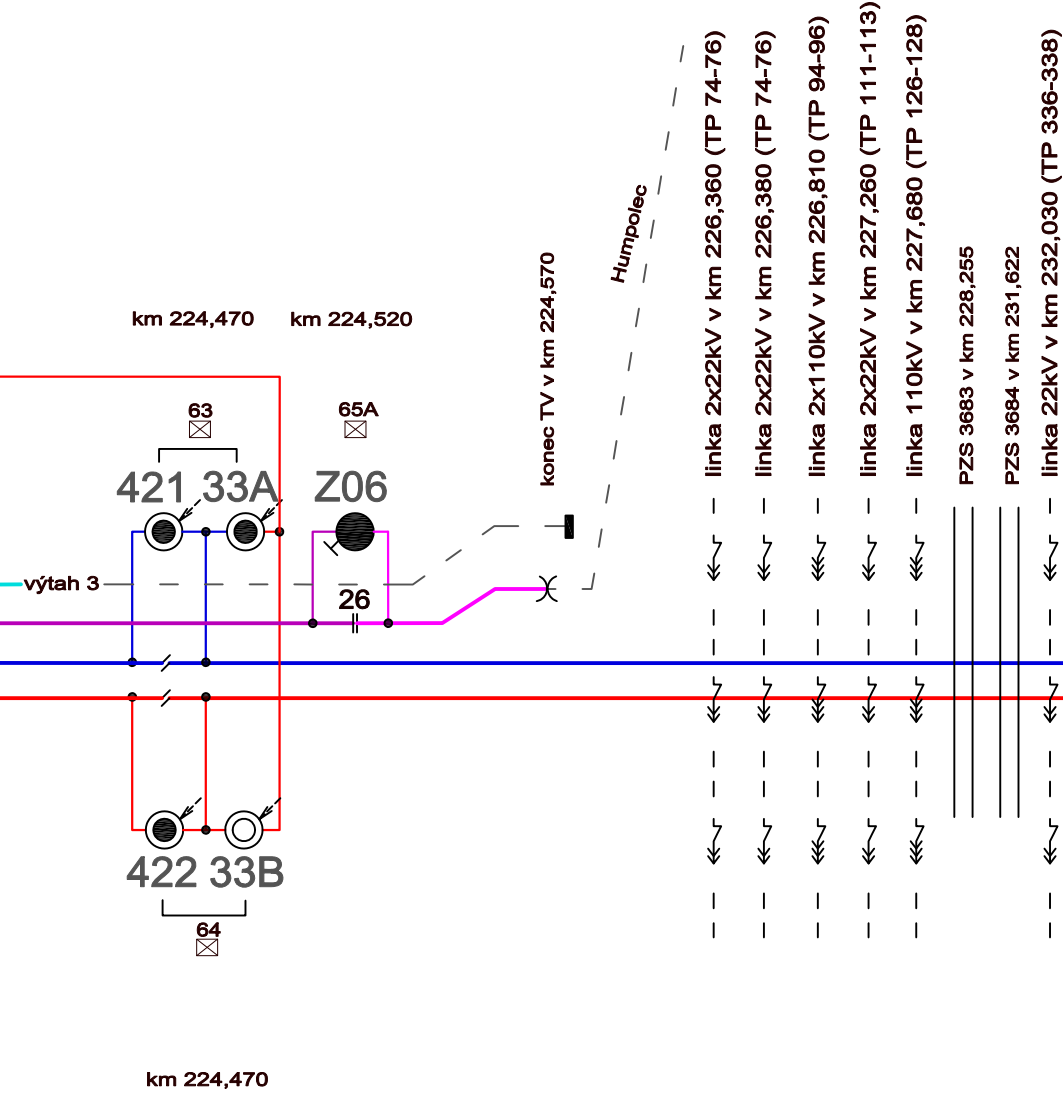 linka 2x22kV v km 226,360 (TP 74-76)
linka 2x22kV v km 226,380 (TP 74-76)
linka 2x110kV v km 226,810 (TP 94-96)
linka 2x22kV v km 227,260 (TP 111-113)
linka 110kV v km 227,680 (TP 126-128)
PZS 3683 v km 228,255
PZS 3684 v km 231,622
linka 22kV v km 232,030 (TP 336-338)
Humpolec
konec TV v km 224,570
km 224,470
km 224,520
63
65A
421
33A
Z06
výtah 3
26
422
33B
64
km 224,470